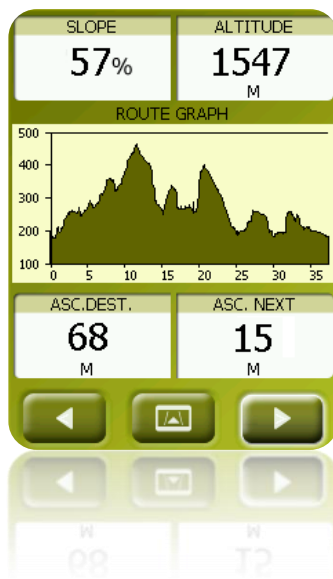 SLOPE ALTITUDE
57% 1547
M
ROUTE GRAPH
500
400
300
200
100
0 5 10 15 20 25 30 35
ASC.DEST. ASC. NEXT
68 15
M M